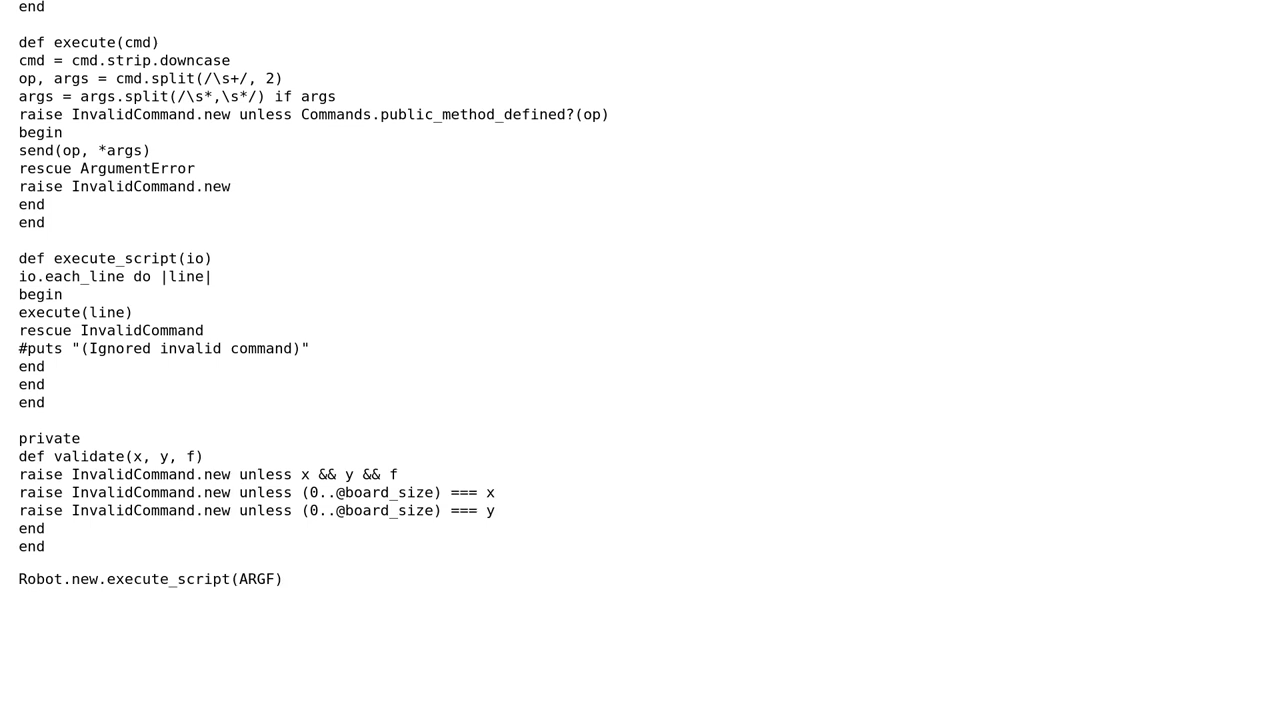 end

def execute(cmd)
cmd = cmd.strip.downcase
op, args = cmd.split(/\s+/, 2)
args = args.split(/\s*,\s*/) if args
raise InvalidCommand.new unless Commands.public_method_defined?(op)
begin
send(op, *args)
rescue ArgumentError
raise InvalidCommand.new
end
end

def execute_script(io)
io.each_line do |line|
begin
execute(line)
rescue InvalidCommand
#puts "(Ignored invalid command)"
end
end
end

private
def validate(x, y, f)
raise InvalidCommand.new unless x && y && f
raise InvalidCommand.new unless (0..@board_size) === x
raise InvalidCommand.new unless (0..@board_size) === y
end
end

Robot.new.execute_script(ARGF)